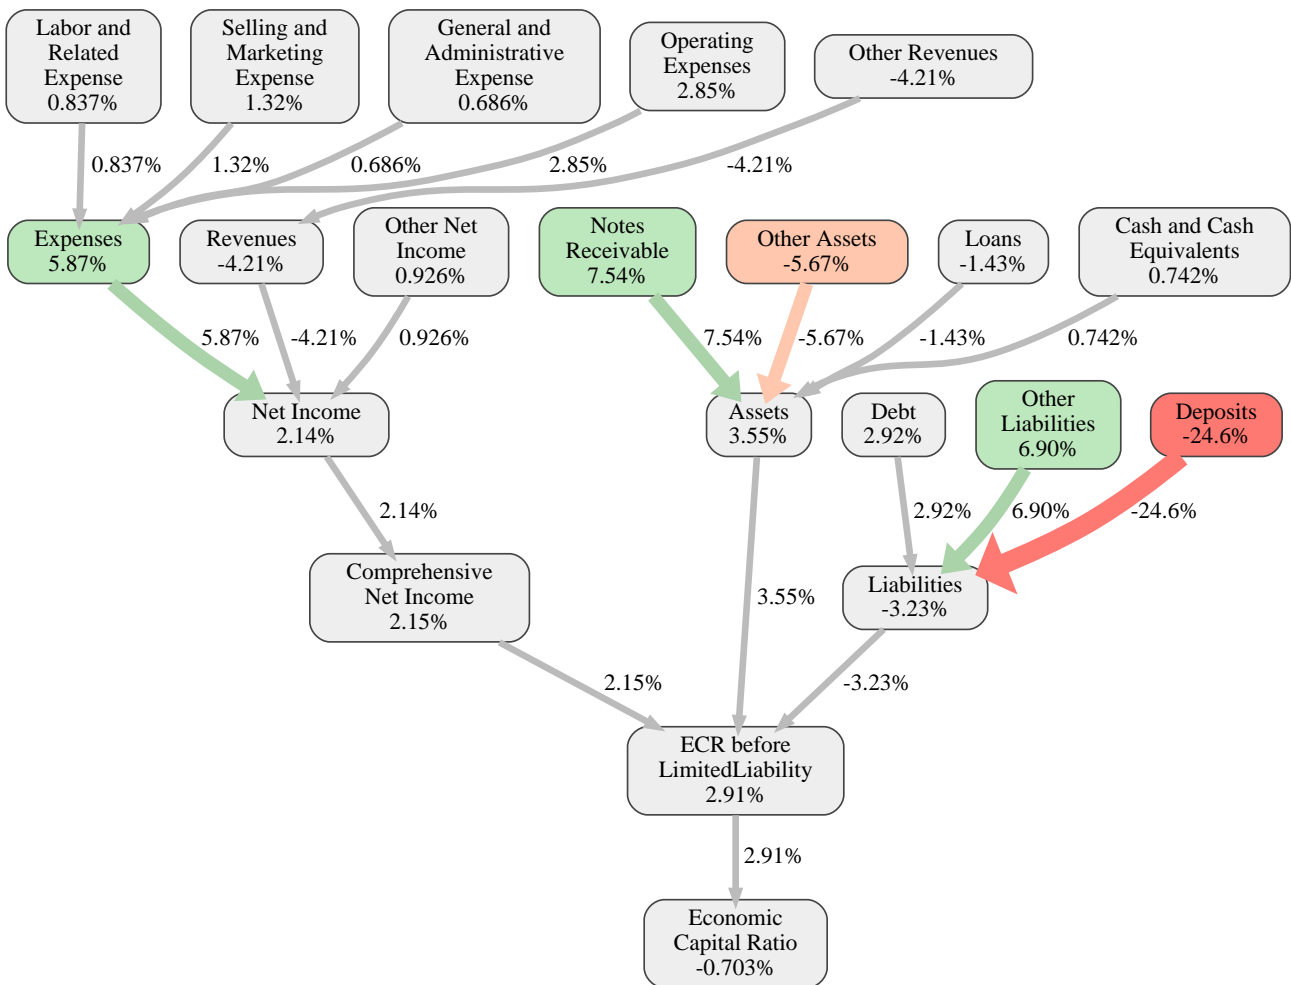 Labor and
Related
Expense
0.837%
Selling and
Marketing
Expense
1.32%
General and
Administrative
Expense
0.686%
Operating
Expenses
2.85%
Other Revenues
-4.21%
0.837%
1.32%
0.686%
2.85%
-4.21%
Expenses
5.87%
Revenues
-4.21%
Other Net
Income
0.926%
Notes
Receivable
7.54%
Other Assets
-5.67%
Loans
-1.43%
Cash and Cash
Equivalents
0.742%
5.87%
-4.21%
0.926%
7.54%
-5.67%
-1.43%
0.742%
Net Income
2.14%
Assets
3.55%
Debt
2.92%
Other
Liabilities
6.90%
Deposits
-24.6%
2.14%
2.92%
6.90%
-24.6%
Comprehensive
Net Income
2.15%
3.55%
Liabilities
-3.23%
2.15%
-3.23%
ECR before
LimitedLiability
2.91%
2.91%
Economic
Capital Ratio
-0.703%